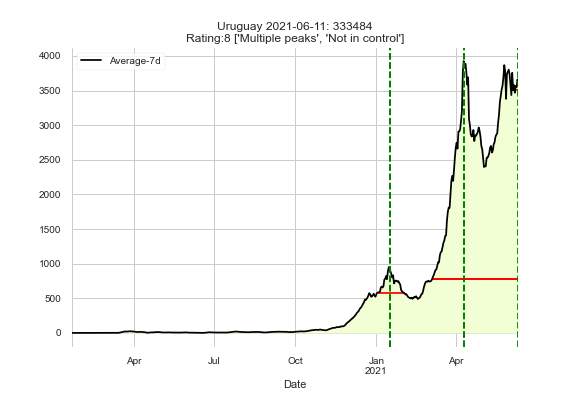 Uruguay 2021-06-11: 333484
Rating:8 ['Multiple peaks', 'Not in control']
Average-7d
4000
3500
3000
2500
2000
1500
1000
500
0
Apr
Jul
Oct
Jan
2021
Apr
Date